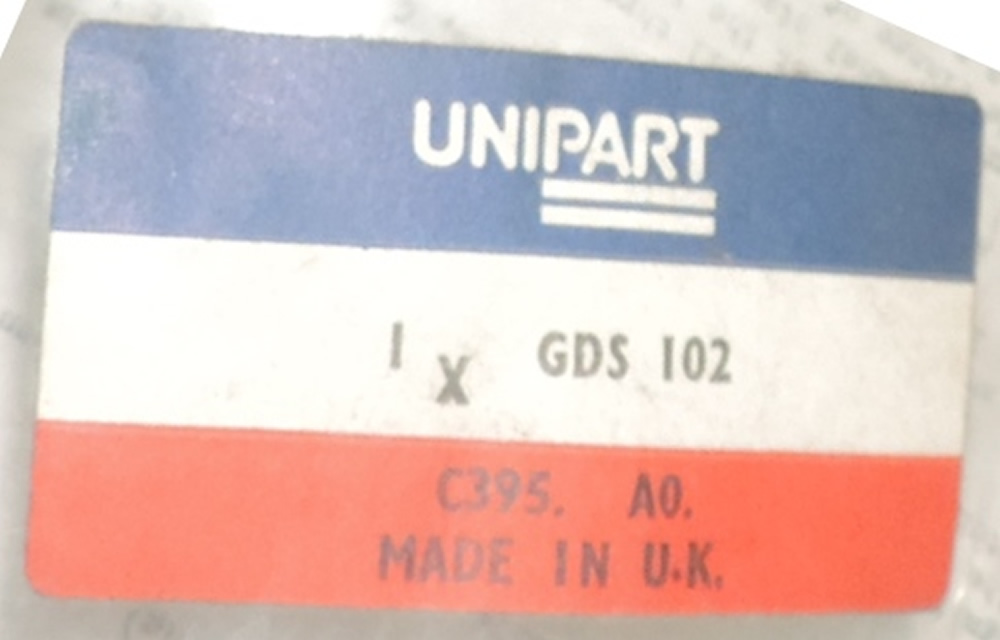 UNIPART
1 X GDS 102
C395. A0.
MADE IN U.K.